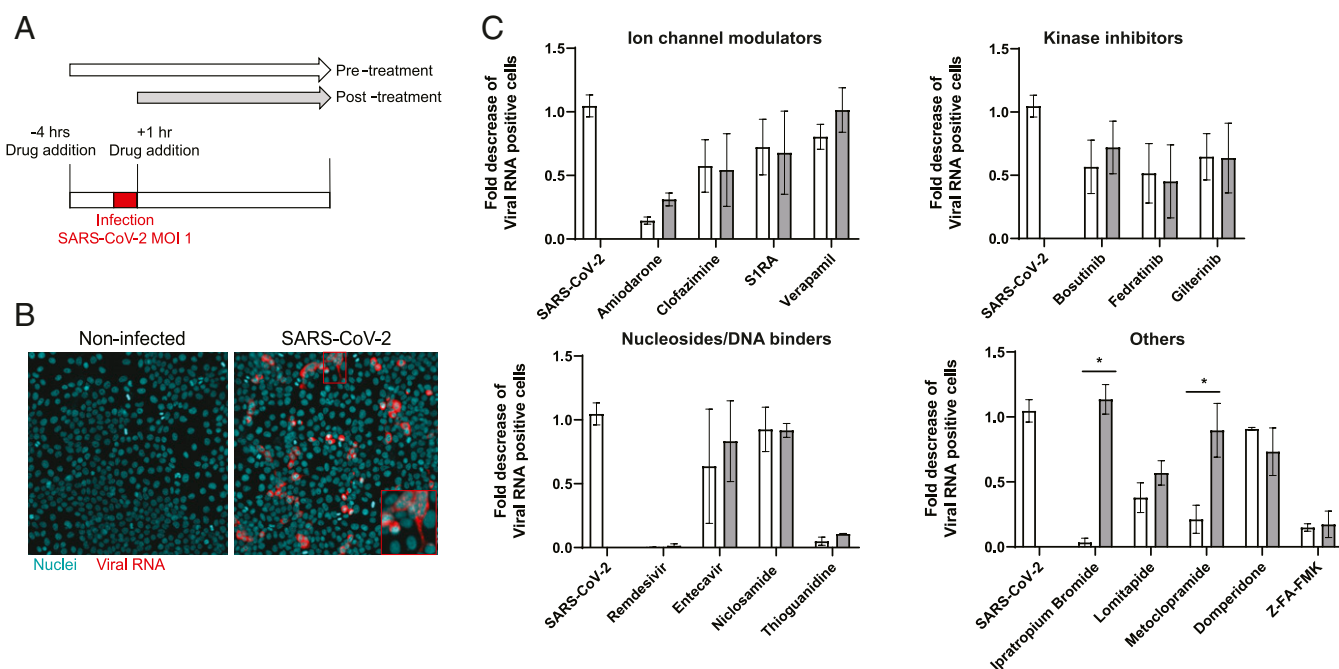 A
Pre-treatment
Post -treatment
-4 hrs
Drug addition
+1 hr
Drug addition
Infection
SARS-CoV-2 MOI 1
B
Non-infected
SARS-CoV-2
Nuclei
Viral RNA
C
Ion channel modulators
Fold descrease of
Viral RNA positive cells
1.5
1.0
0.5
0.0
SARS-CoV-2
Amiodarone
Clofazimine
S1RA
Verapamil
Kinase inhibitors
Fold descrease of
Viral RNA positive cells
1.5
1.0
0.5
0.0
SARS-CoV-2
Bosutinib
Fedratinib
Gilterinib
Nucleosides/DNA binders
Fold descrease of
Viral RNA positive cells
1.5
1.0
0.5
0.0
SARS-CoV-2
Remdesivir
Entecavir
Niclosamide
Thioguanidine
Others
Fold descrease of
Viral RNA positive cells
1.5
1.0
0.5
0.0
*
*
SARS-CoV-2
Ipratropium Bromide
Lomitapide
Metoclopramide
Domperidone
Z-FA-FMK